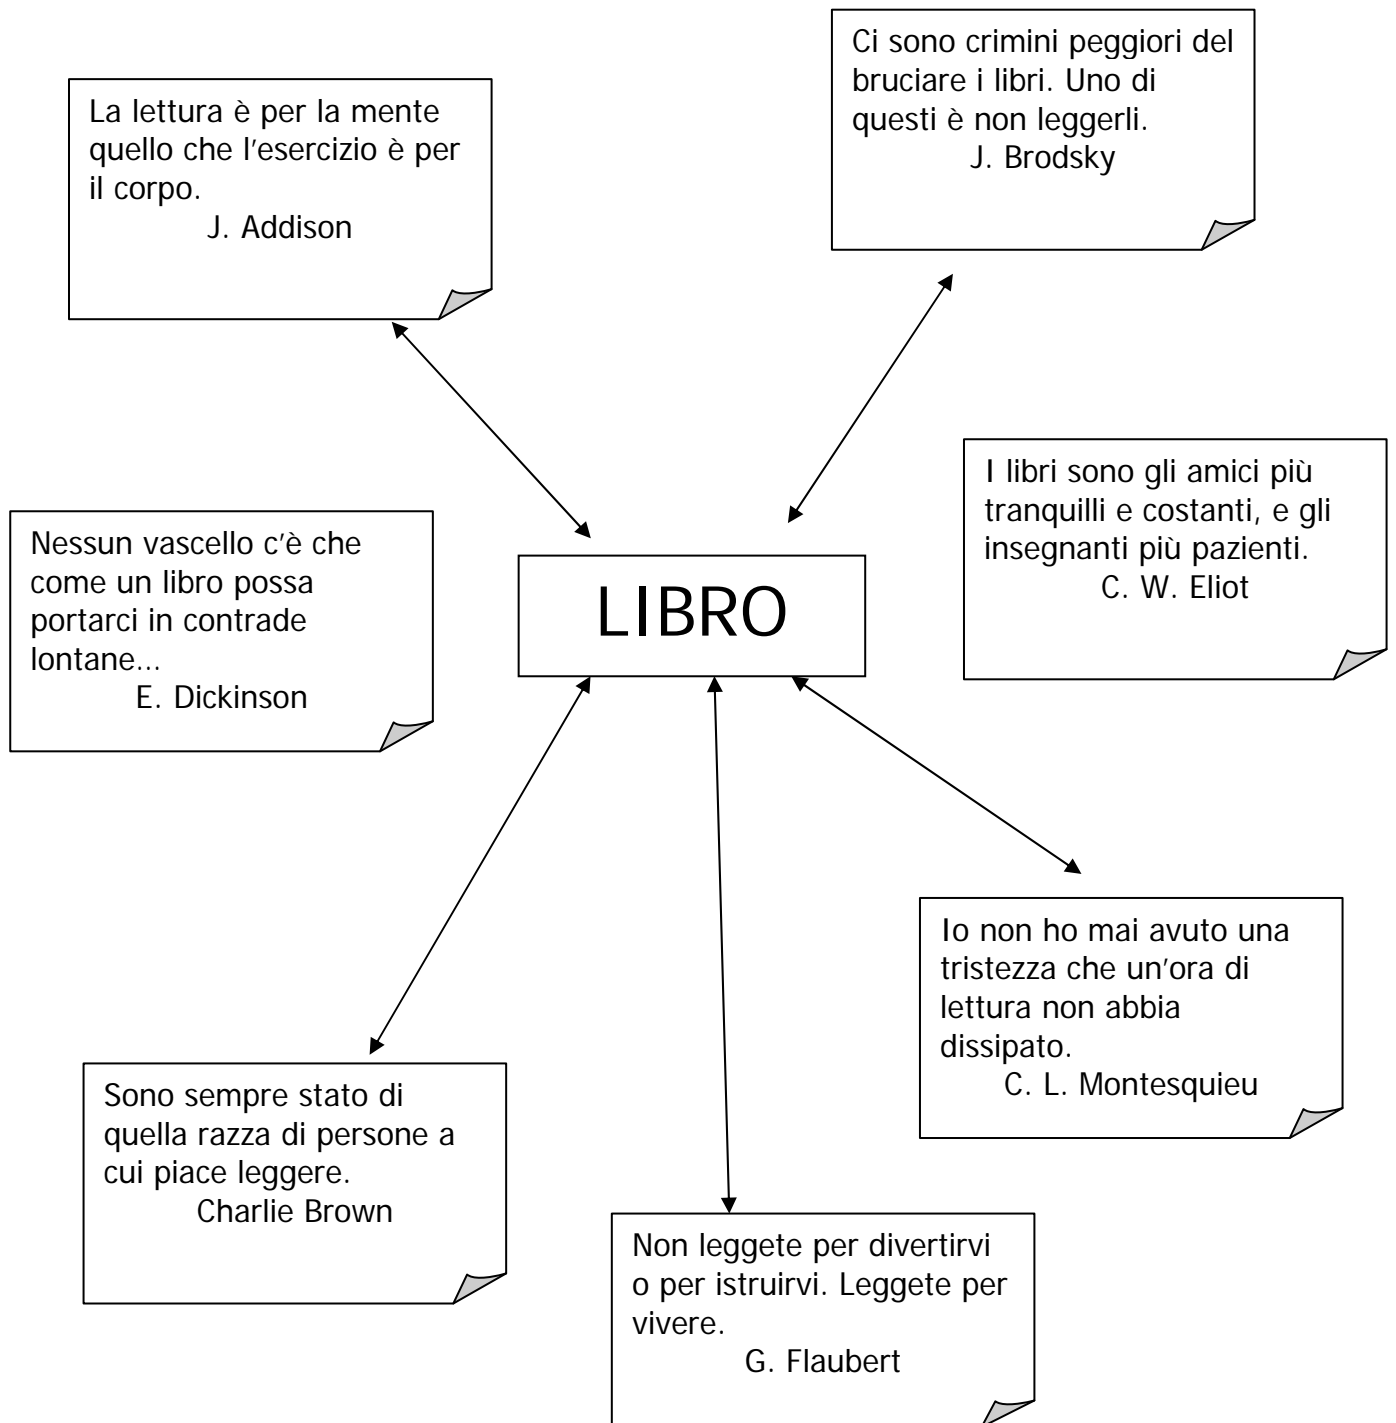 Ci sono crimini peggiori del
bruciare i libri. Uno di
questi è non leggerli.
J. Brodsky
La lettura è per la mente
quello che l'esercizio è per
il corpo.
J. Addison
I libri sono gli amici più
tranquilli e costanti, e gli
insegnanti più pazienti.
C. W. Eliot
Nessun vascello c'è che
come un libro possa
portarci in contrade
lontane...
E. Dickinson
LIBRO
Io non ho mai avuto una
tristezza che un'ora di
lettura non abbia
dissipato.
C. L. Montesquieu
Sono sempre stato di
quella razza di persone a
cui piace leggere.
Charlie Brown
Non leggete per divertirvi
o per istruirvi. Leggete per
vivere.
G. Flaubert